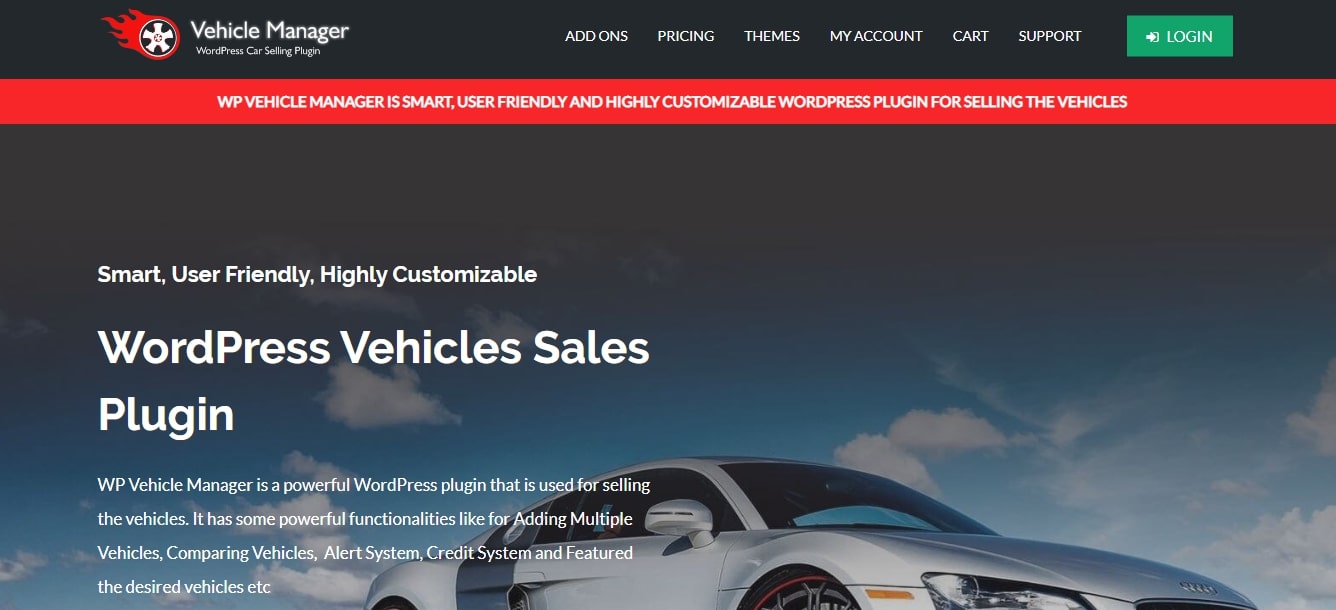 Vehicle Manager
WordPress Car Selling Plugin
ADD ONS PRICING THEMES MY ACCOUNT CART SUPPORT LOGIN
WP VEHICLE MANAGER IS SMART, USER FRIENDLY AND HIGHLY CUSTOMIZABLE WORDPRESS PLUGIN FOR SELLING THE VEHICLES
Smart, User Friendly, Highly Customizable
WordPress Vehicles Sales
Plugin
WP Vehicle Manager is a powerful WordPress plugin that is used for selling
the vehicles. It has some powerful functionalities like for Adding Multiple
Vehicles, Comparing Vehicles, Alert System, Credit System and Featured
the desired vehicles etc